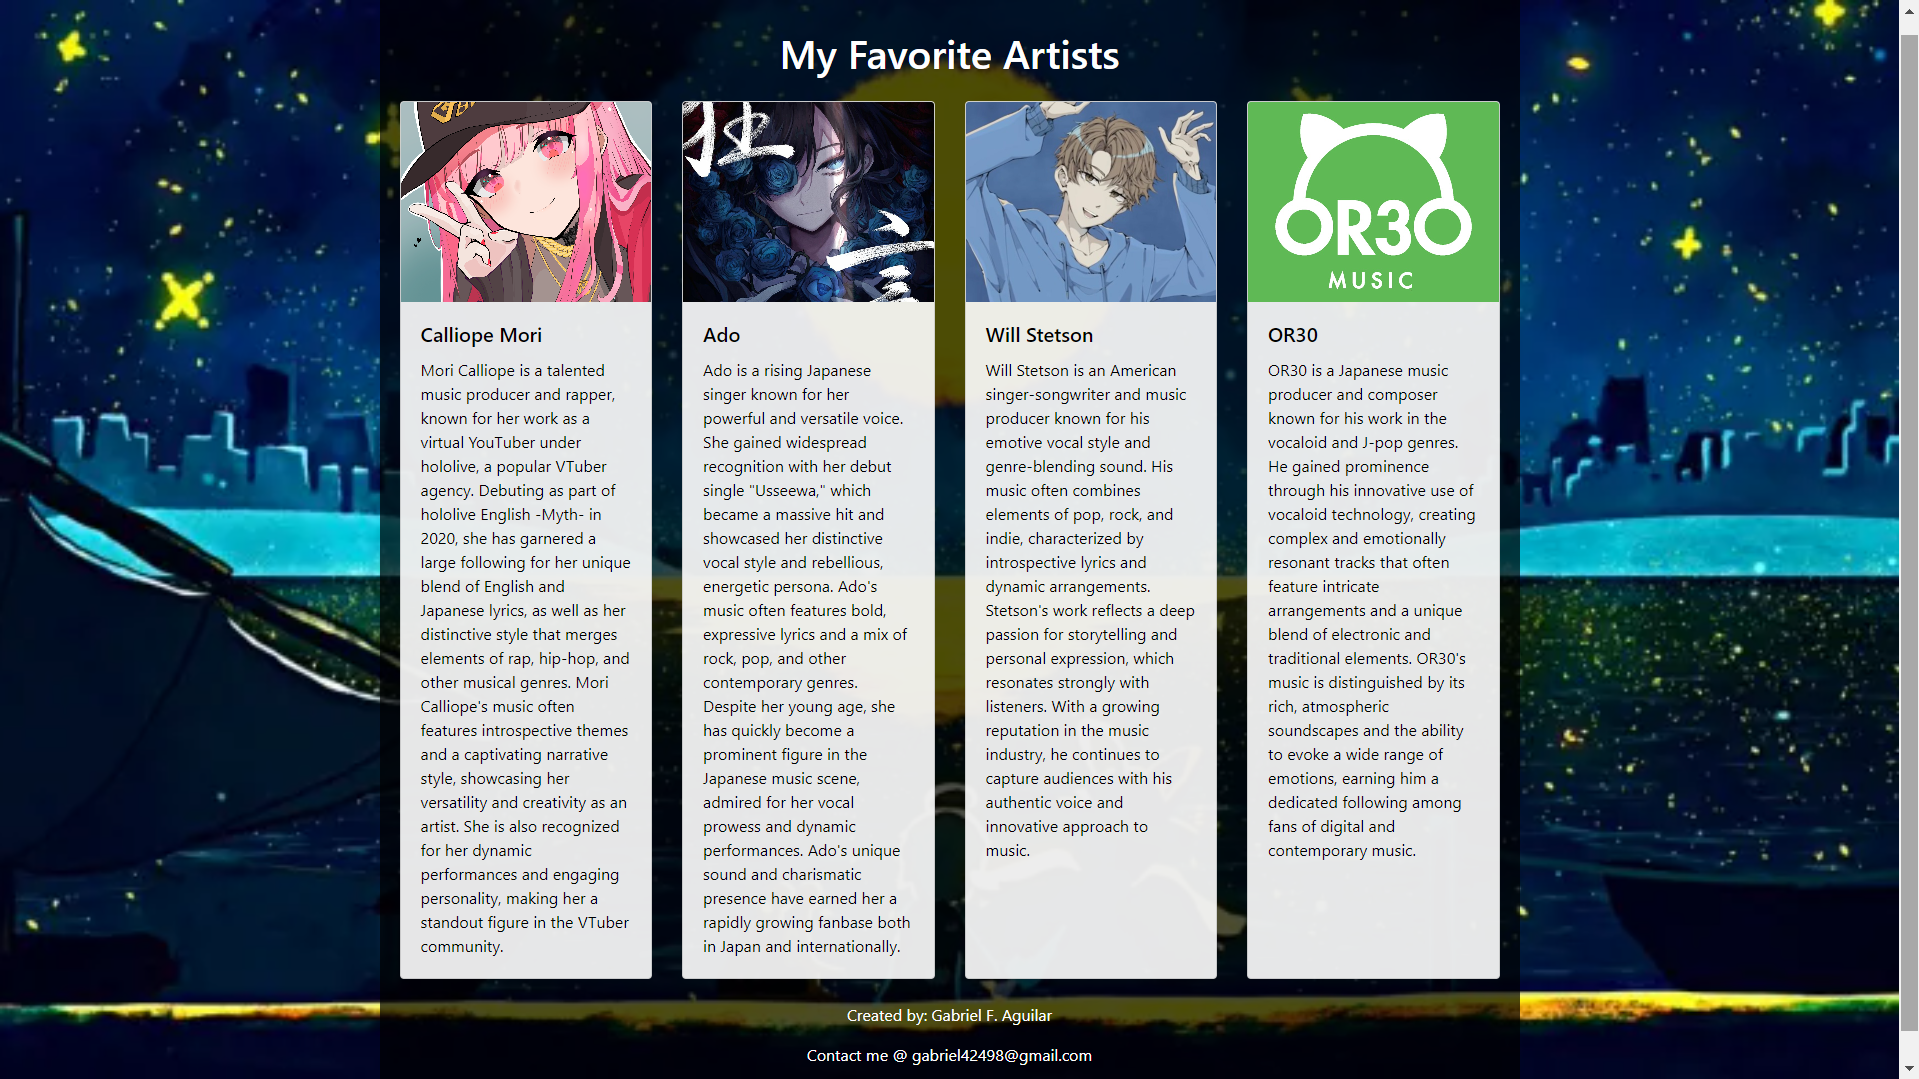 My Favorite Artists
狂
言
OR3O
MUSIC
Calliope Mori
Mori Calliope is a talented
music producer and rapper,
known for her work as a
virtual YouTuber under
hololive, a popular VTuber
agency. Debuting as part of
hololive English -Myth- in
2020, she has garnered a
large following for her unique
blend of English and
Japanese lyrics, as well as her
distinctive style that merges
elements of rap, hip-hop, and
other musical genres. Mori
Calliope's music often
features introspective themes
and a captivating narrative
style, showcasing her
versatility and creativity as an
artist. She is also recognized
for her dynamic
performances and engaging
personality, making her a
standout figure in the VTuber
community.
Ado
Ado is a rising Japanese
singer known for her
powerful and versatile voice.
She gained widespread
recognition with her debut
single "Usseewa," which
became a massive hit and
showcased her distinctive
vocal style and rebellious,
energetic persona. Ado's
music often features bold,
expressive lyrics and a mix of
rock, pop, and other
contemporary genres.
Despite her young age, she
has quickly become a
prominent figure in the
Japanese music scene,
admired for her vocal
prowess and dynamic
performances. Ado's unique
sound and charismatic
presence have earned her a
rapidly growing fanbase both
in Japan and internationally.
Will Stetson
Will Stetson is an American
singer-songwriter and music
producer known for his
emotive vocal style and
genre-blending sound. His
music often combines
elements of pop, rock, and
indie, characterized by
introspective lyrics and
dynamic arrangements.
Stetson's work reflects a deep
passion for storytelling and
personal expression, which
resonates strongly with
listeners. With a growing
reputation in the music
industry, he continues to
capture audiences with his
authentic voice and
innovative approach to
music.
OR30
OR30 is a Japanese music
producer and composer
known for his work in the
vocaloid and J-pop genres.
He gained prominence
through his innovative use of
vocaloid technology, creating
complex and emotionally
resonant tracks that often
feature intricate
arrangements and a unique
blend of electronic and
traditional elements. OR30's
music is distinguished by its
rich, atmospheric
soundscapes and the ability
to evoke a wide range of
emotions, earning him a
dedicated following among
fans of digital and
contemporary music.
Created by: Gabriel F. Aguilar
Contact me @ gabriel42498@gmail.com